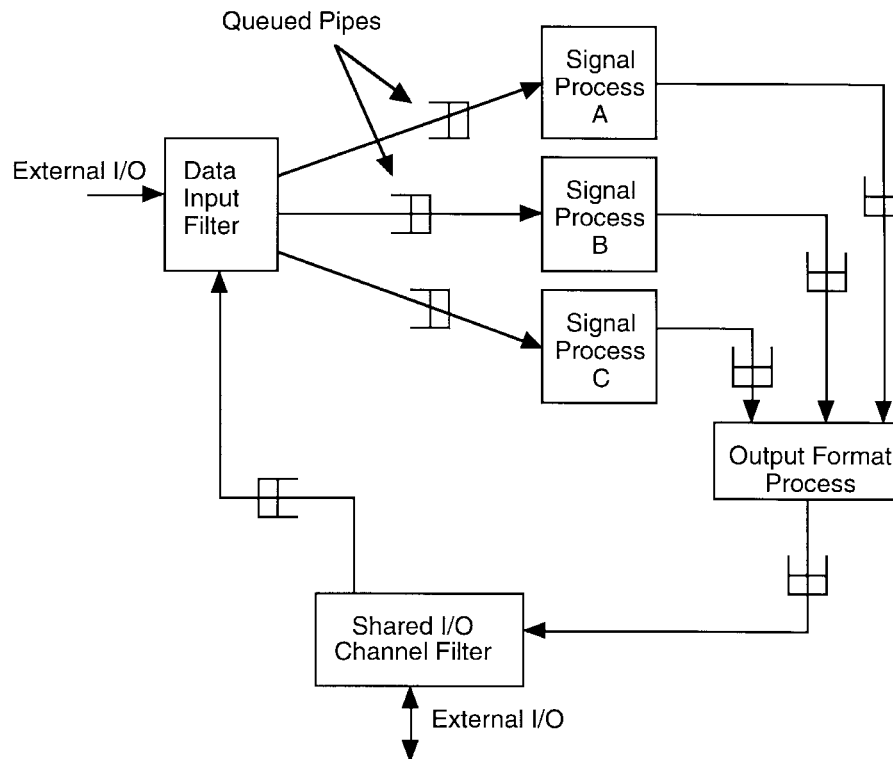 Queued Pipes
Signal
Process
A
External I/O
Data
Input
Filter
Signal
Process
B
Signal
Process
C
Output Format
Process
Shared I/O
Channel Filter
External I/O